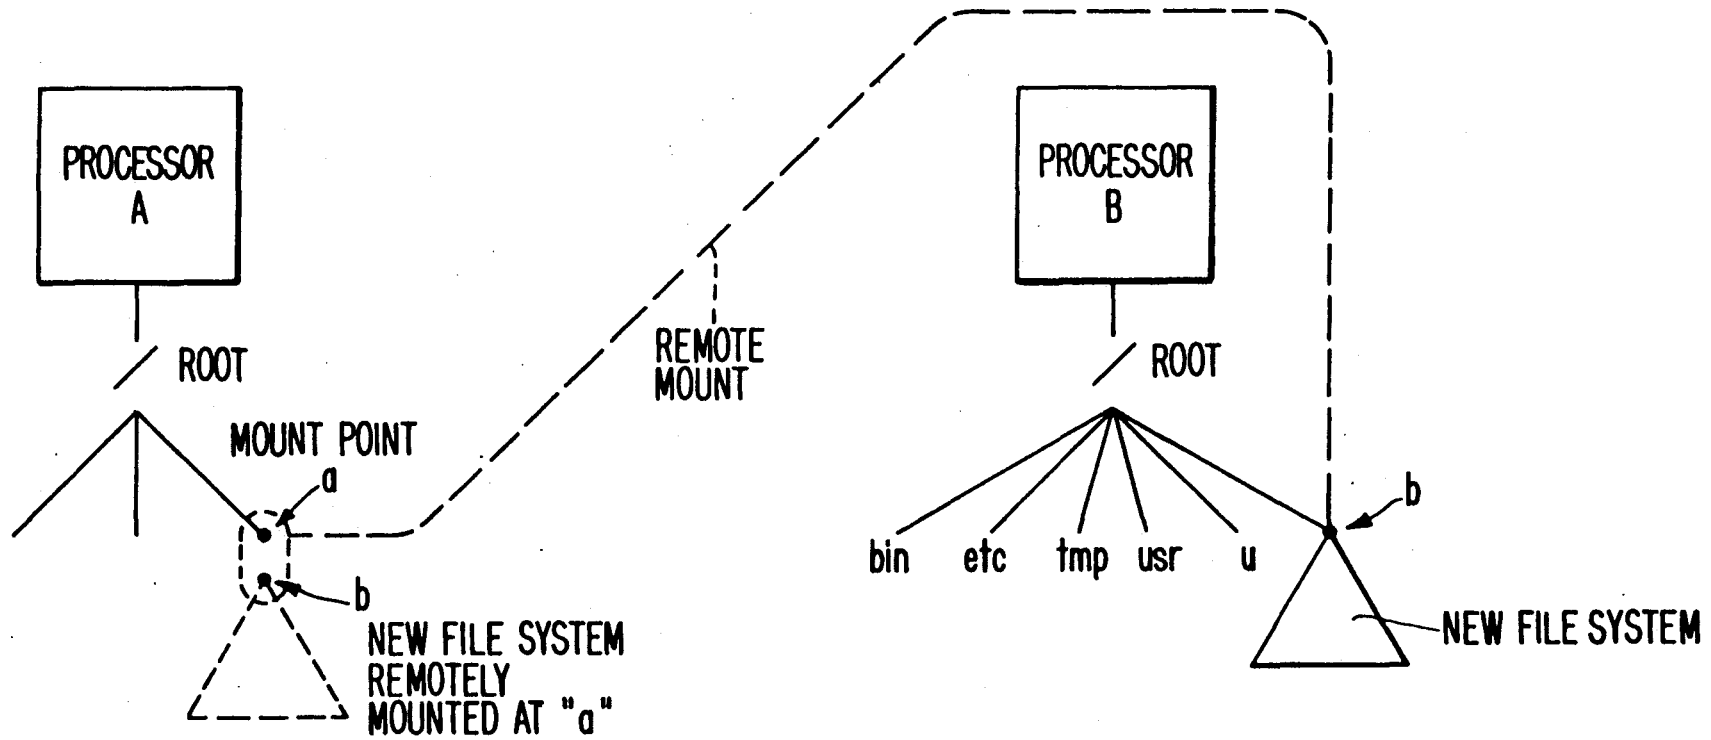 PROCESSOR
A
ROOT
MOUNT POINT
a
b
NEW FILE SYSTEM
REMOTELY
MOUNTED AT "a"
REMOTE
MOUNT
PROCESSOR
B
ROOT
bin etc tmp usr u
b
NEW FILE SYSTEM